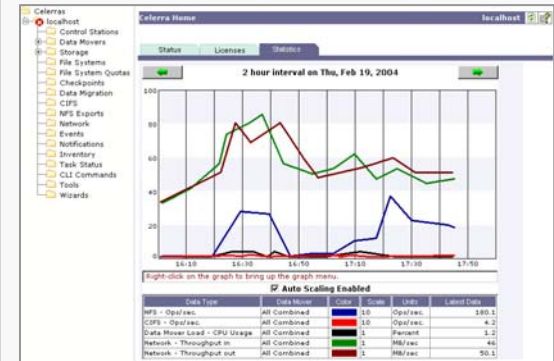 Celerras
localhost
Control Stations
Data Movers
Storage
File Systems
File System Quotas
Checkpoints
Data Migration
CIFS
NFS Exports
Network
Events
Notifications
Inventory
Task Status
CLI Commands
Tools
Wizards
Celerra Home
localhost
Status
Licenses
Statistics
2 hour interval on Thu, Feb 19, 2004
100
80
60
40
20
0
16:10
16:30
16:50
17:10
17:30
17:50
Right-click on the graph to bring up the graph menu.
Auto Scaling Enabled
Data Type Data Mover Color Scale Units Latest Data
NFS - Ops/sec. All Combined 10 Ops/sec. 180.1
CIFS - Ops/sec. All Combined 10 Ops/sec. 4.2
Data Mover Load - CPU Usage All Combined 1 Percent 1.2
Network - Throughput in All Combined 1 MB/sec 46
Network - Throughput out All Combined 1 MB/sec 50.1